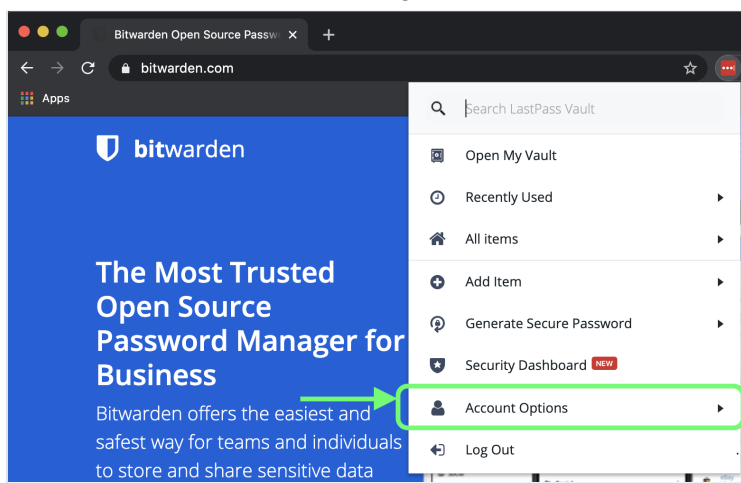 Bitwarden Open Source Passw
bitwarden.com
Apps
Search LastPass Vault
Open My Vault
Recently Used
All items
Add Item
Generate Secure Password
Security Dashboard NEW
Account Options
Log Out
bitwarden
The Most Trusted
Open Source
Password Manager for
Business
Bitwarden offers the easiest and
safest way for teams and individuals
to store and share sensitive data